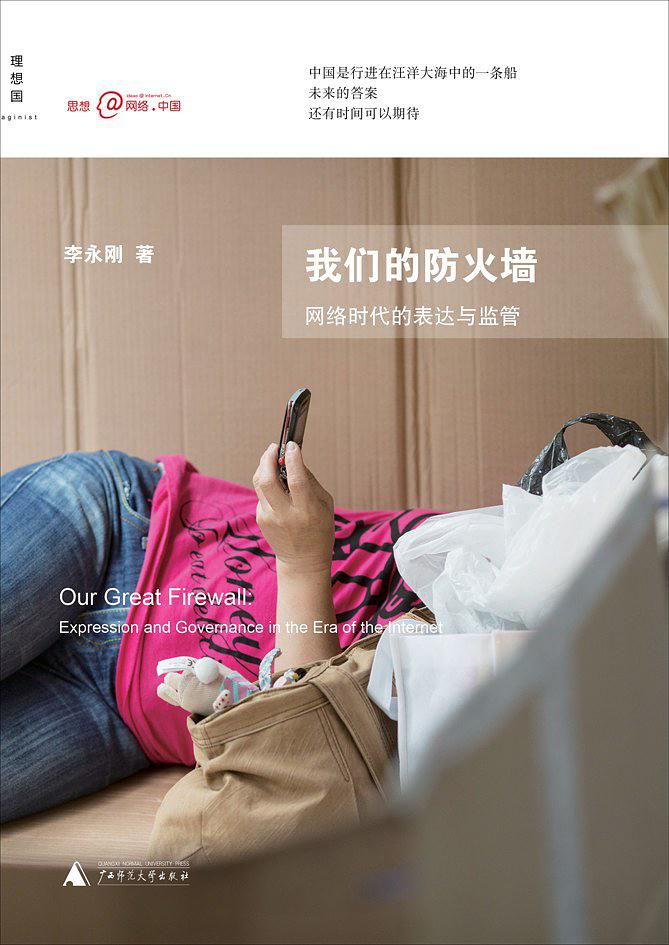 理想国
aginist
思想@网络.中国
ideas @ Internet.Cn
中国是行进在汪洋大海中的一条船
未来的答案
还有时间可以期待
李永刚 著
我们的防火墙
网络时代的表达与监管
Our Great Firewall:
Expression and Governance in the Era of the Internet
GUANGXI NORMAL UNIVERSITY PRESS
广西师范大学出版社